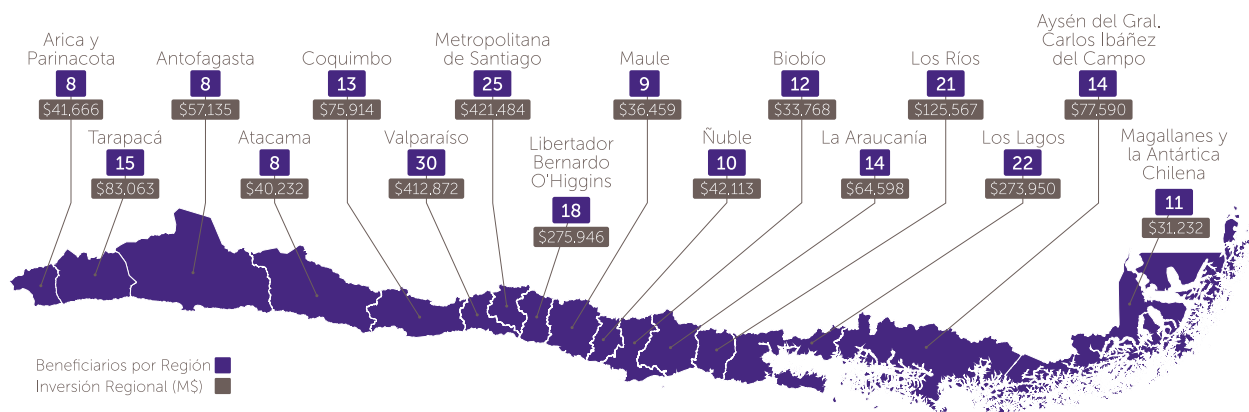 Arica y
Parinacota
8
$41,666
Tarapacá
15
$83,063
Antofagasta
8
$57,135
Atacama
8
$40,232
Coquimbo
13
$75,914
Valparaíso
30
$412,872
Metropolitana
de Santiago
25
$421,484
Libertador
Bernardo
O'Higgins
18
$275,946
Maule
9
$36,459
Ñuble
10
$42,113
Biobío
12
$33,768
La Araucanía
14
$64,598
Los Ríos
21
$125,567
Los Lagos
22
$273,950
Aysén del Gral.
Carlos Ibáñez
del Campo
14
$77,590
Magallanes y
la Antártica
Chilena
11
$31,232
Beneficiarios por Región
Inversión Regional (M$)